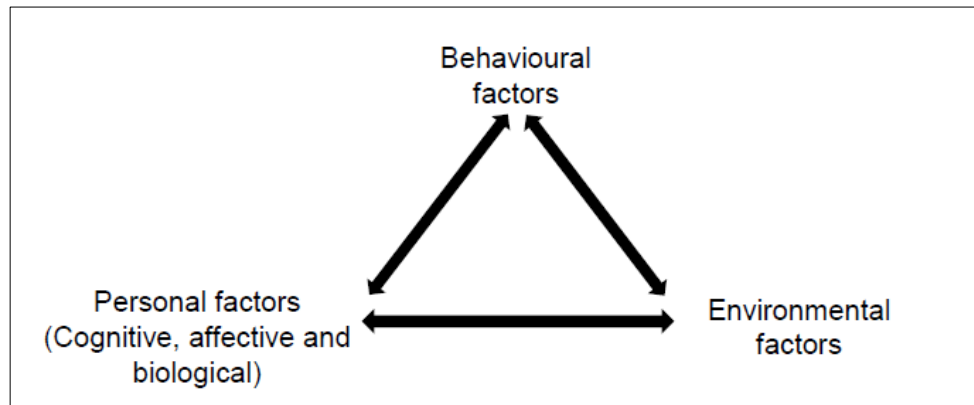 Behavioural
factors
Personal factors
(Cognitive, affective and
biological)
Environmental
factors